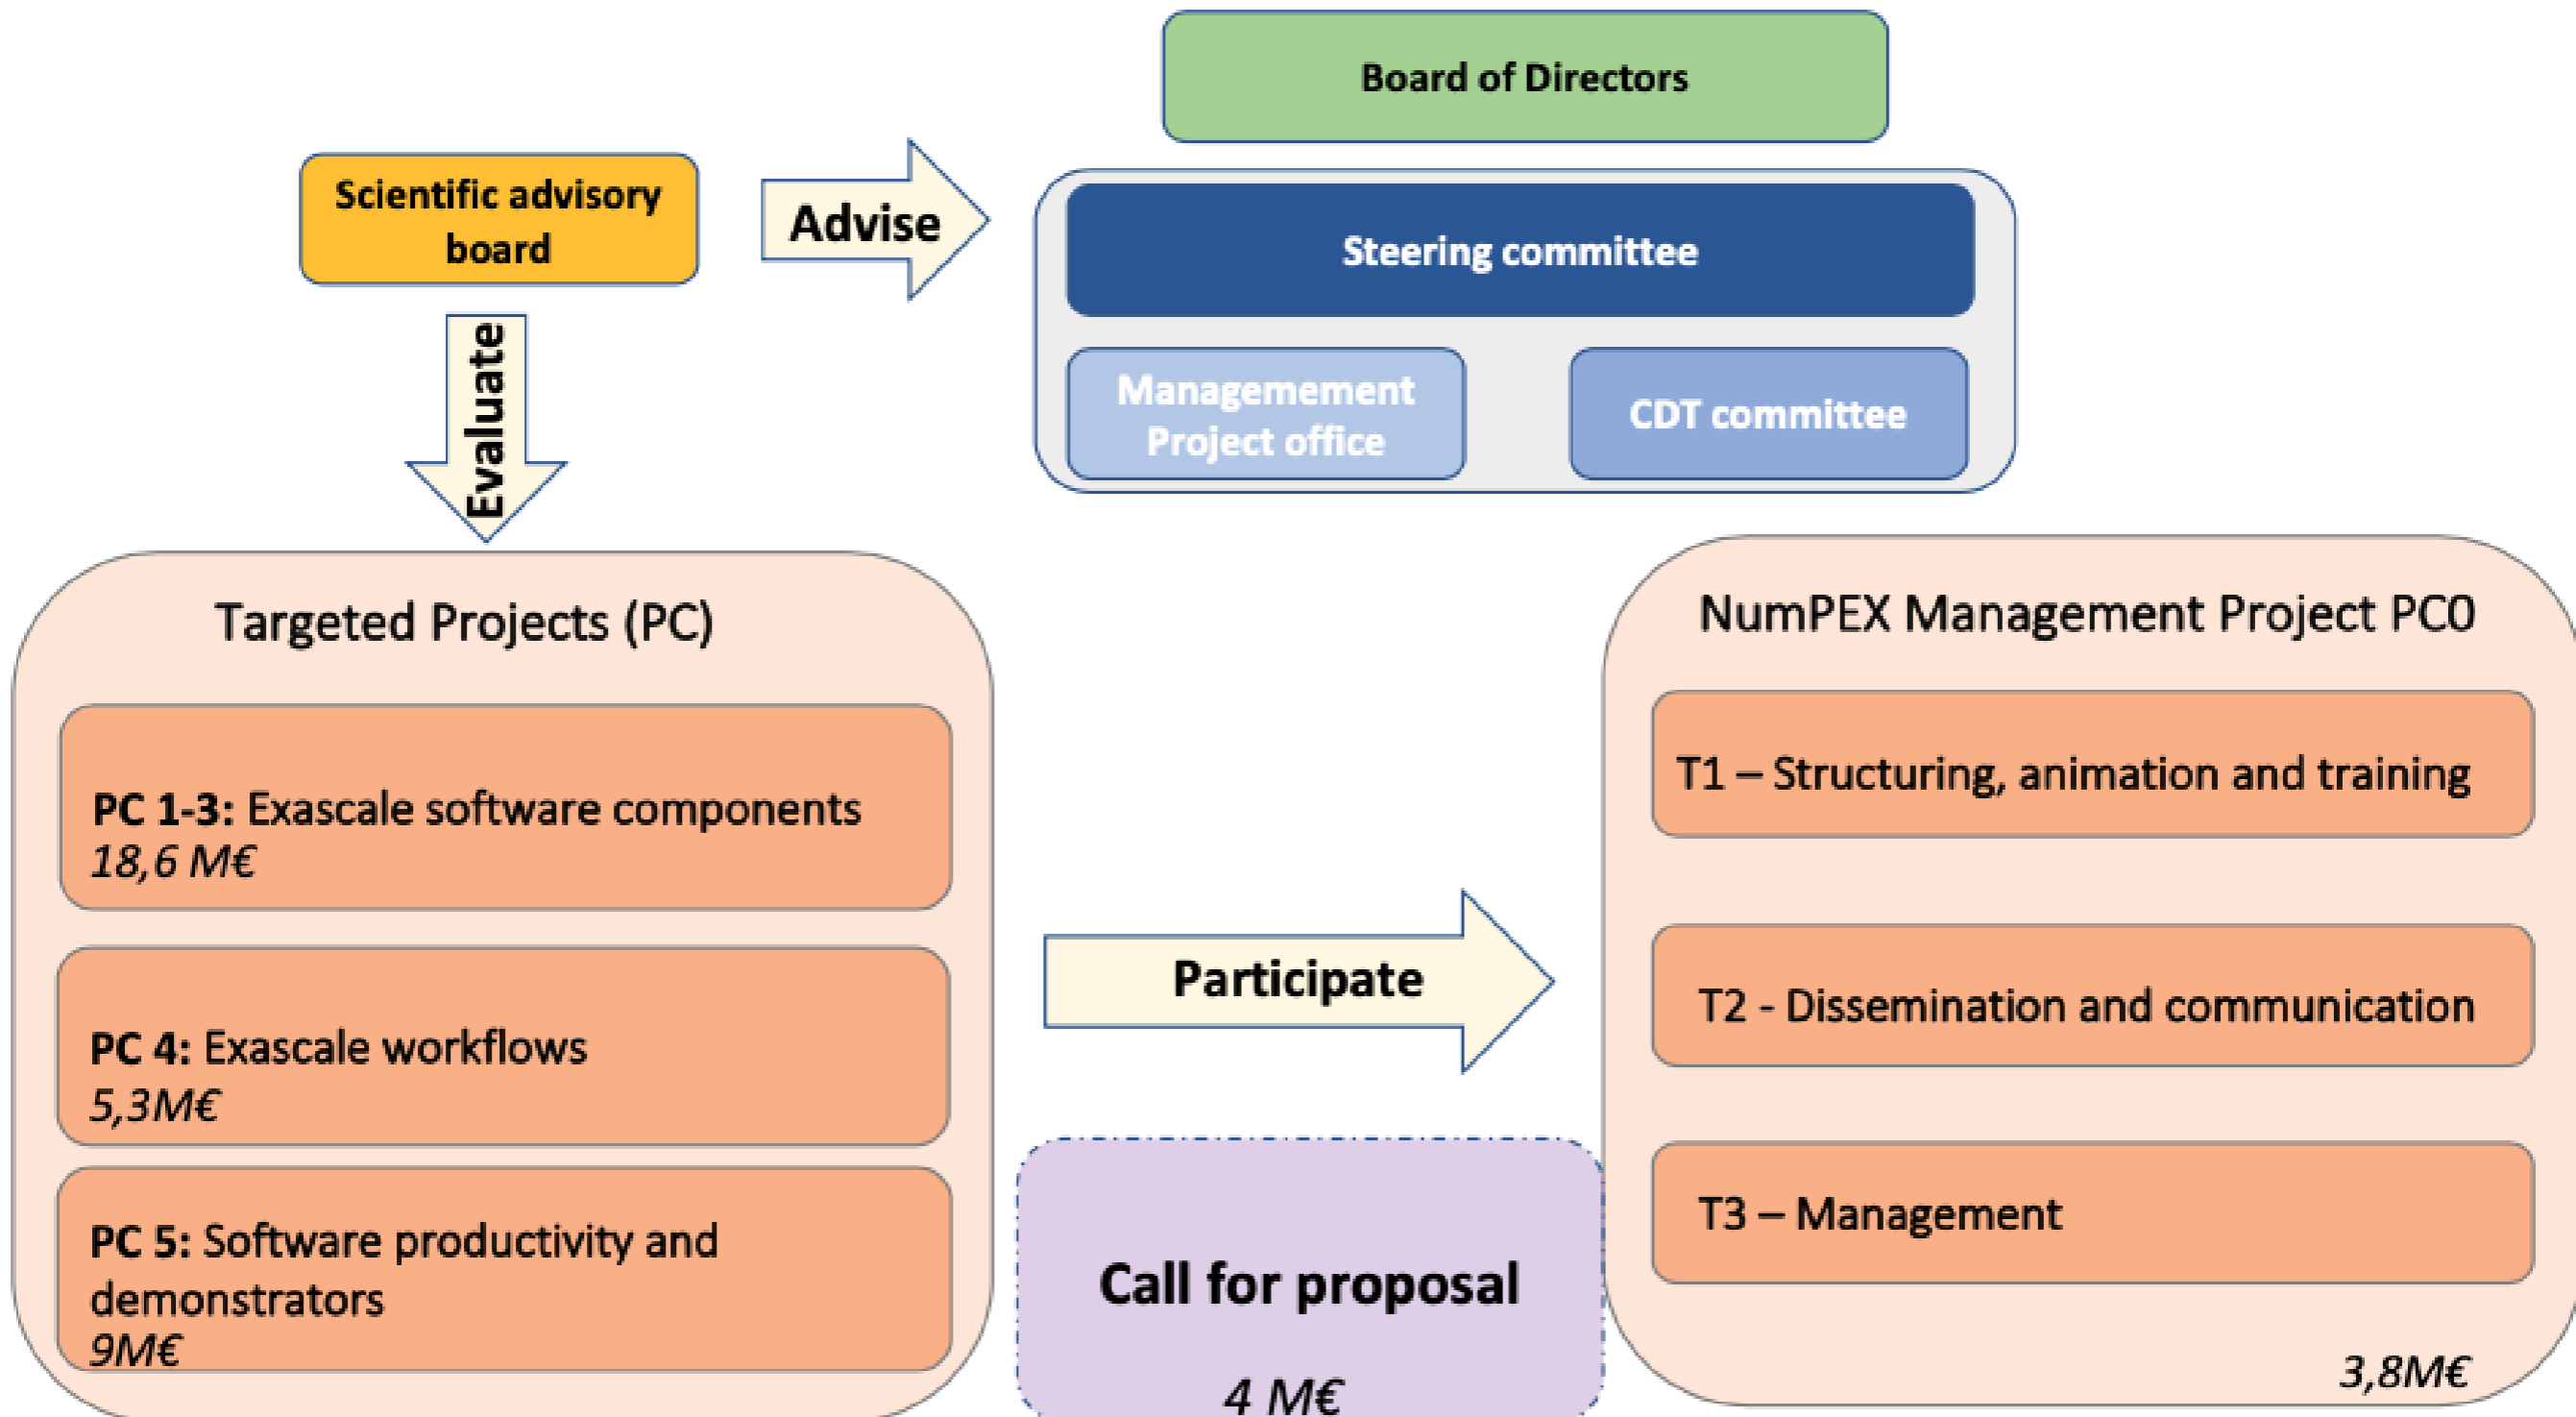 Board of Directors
Scientific advisory
board
Advise
Steering committee
Managemement
Project office
CDT committee
Evaluate
Targeted Projects (PC)
PC 1-3: Exascale software components
18,6 M€
PC 4: Exascale workflows
5,3M€
PC 5: Software productivity and
demonstrators
9M€
Participate
Call for proposal
4 M€
NumPEX Management Project PC0
T1 – Structuring, animation and training
T2 - Dissemination and communication
T3 – Management
3,8M€